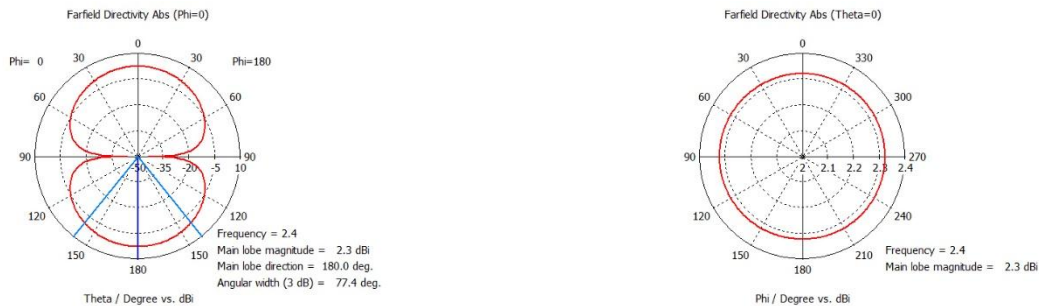 Farfield Directivity Abs (Phi=0)
0
30 30
Phi= 0 Phi=180
60 60
90 90
-50 -35 -20 -5 10
120 120
150 150
180
Frequency = 2.4
Main lobe magnitude = 2.3 dBi
Main lobe direction = 180.0 deg.
Angular width (3 dB) = 77.4 deg.
Theta / Degree vs. dBi
Farfield Directivity Abs (Theta=0)
0
30 330
60 300
90 270
2 2.1 2.2 2.3 2.4
120 240
150 210
180
Frequency = 2.4
Main lobe magnitude = 2.3 dBi
Phi / Degree vs. dBi